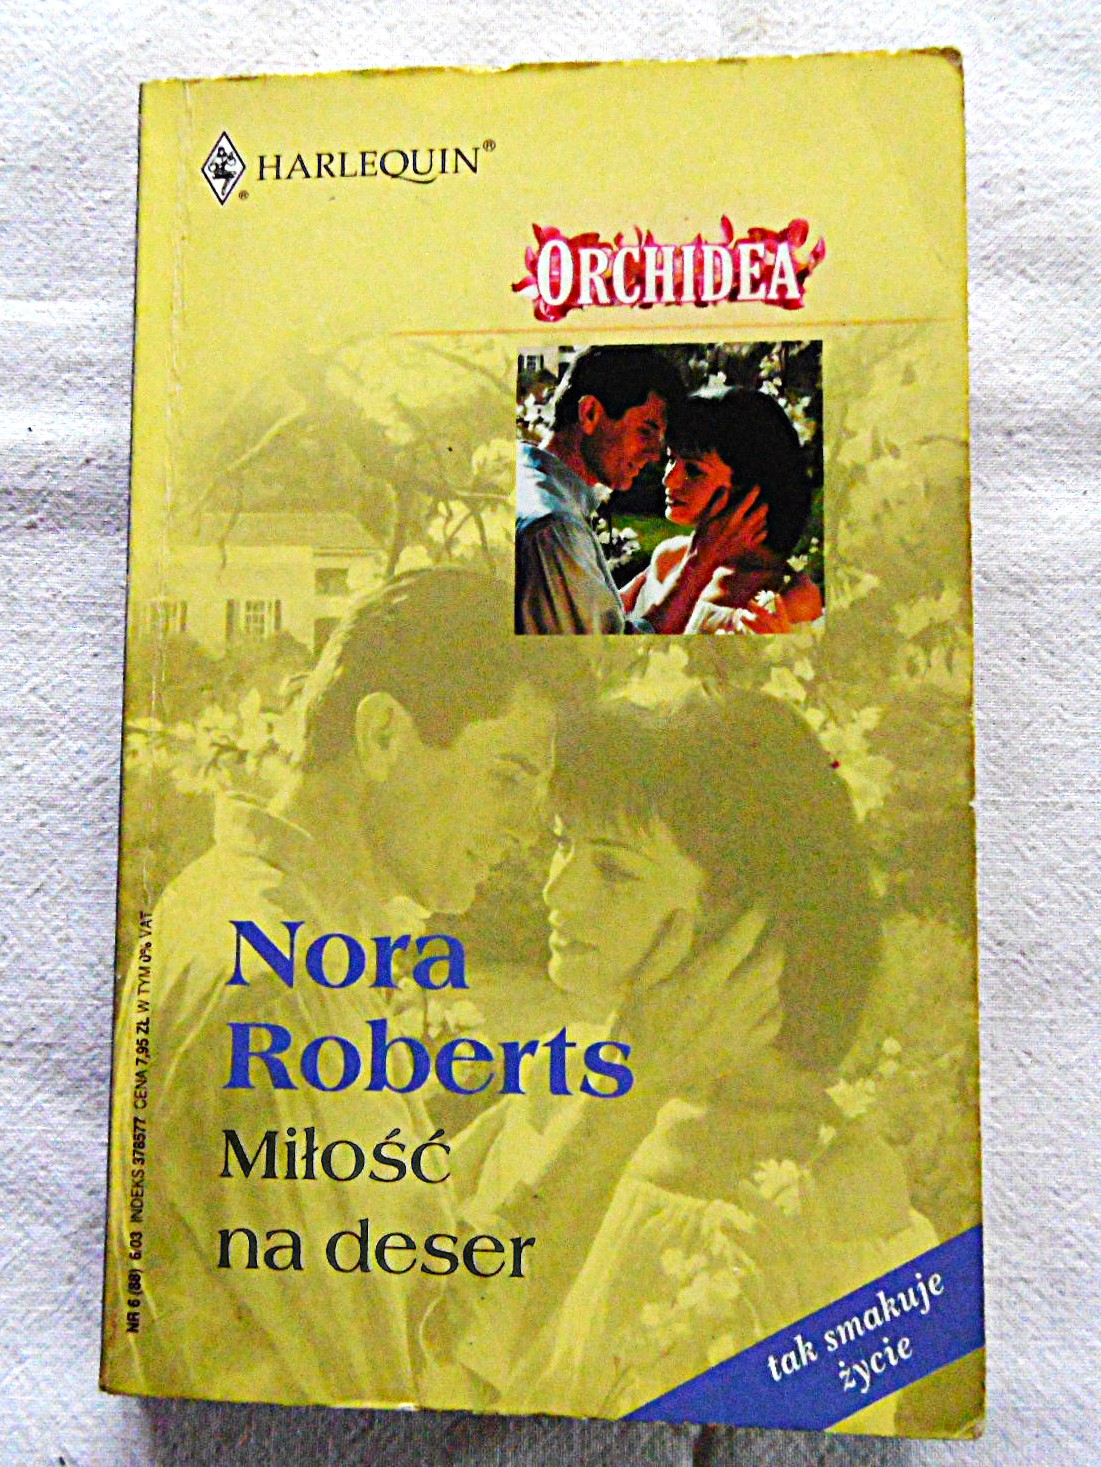 HARLEQUIN®
®
ORCHIDEA
Nora
Roberts
Miłość
na deser
tak smakuje
życie
NR 6 (88) 6/03 INDEKS 378577 CENA 7,95 ZŁ W TYM 0% VAT